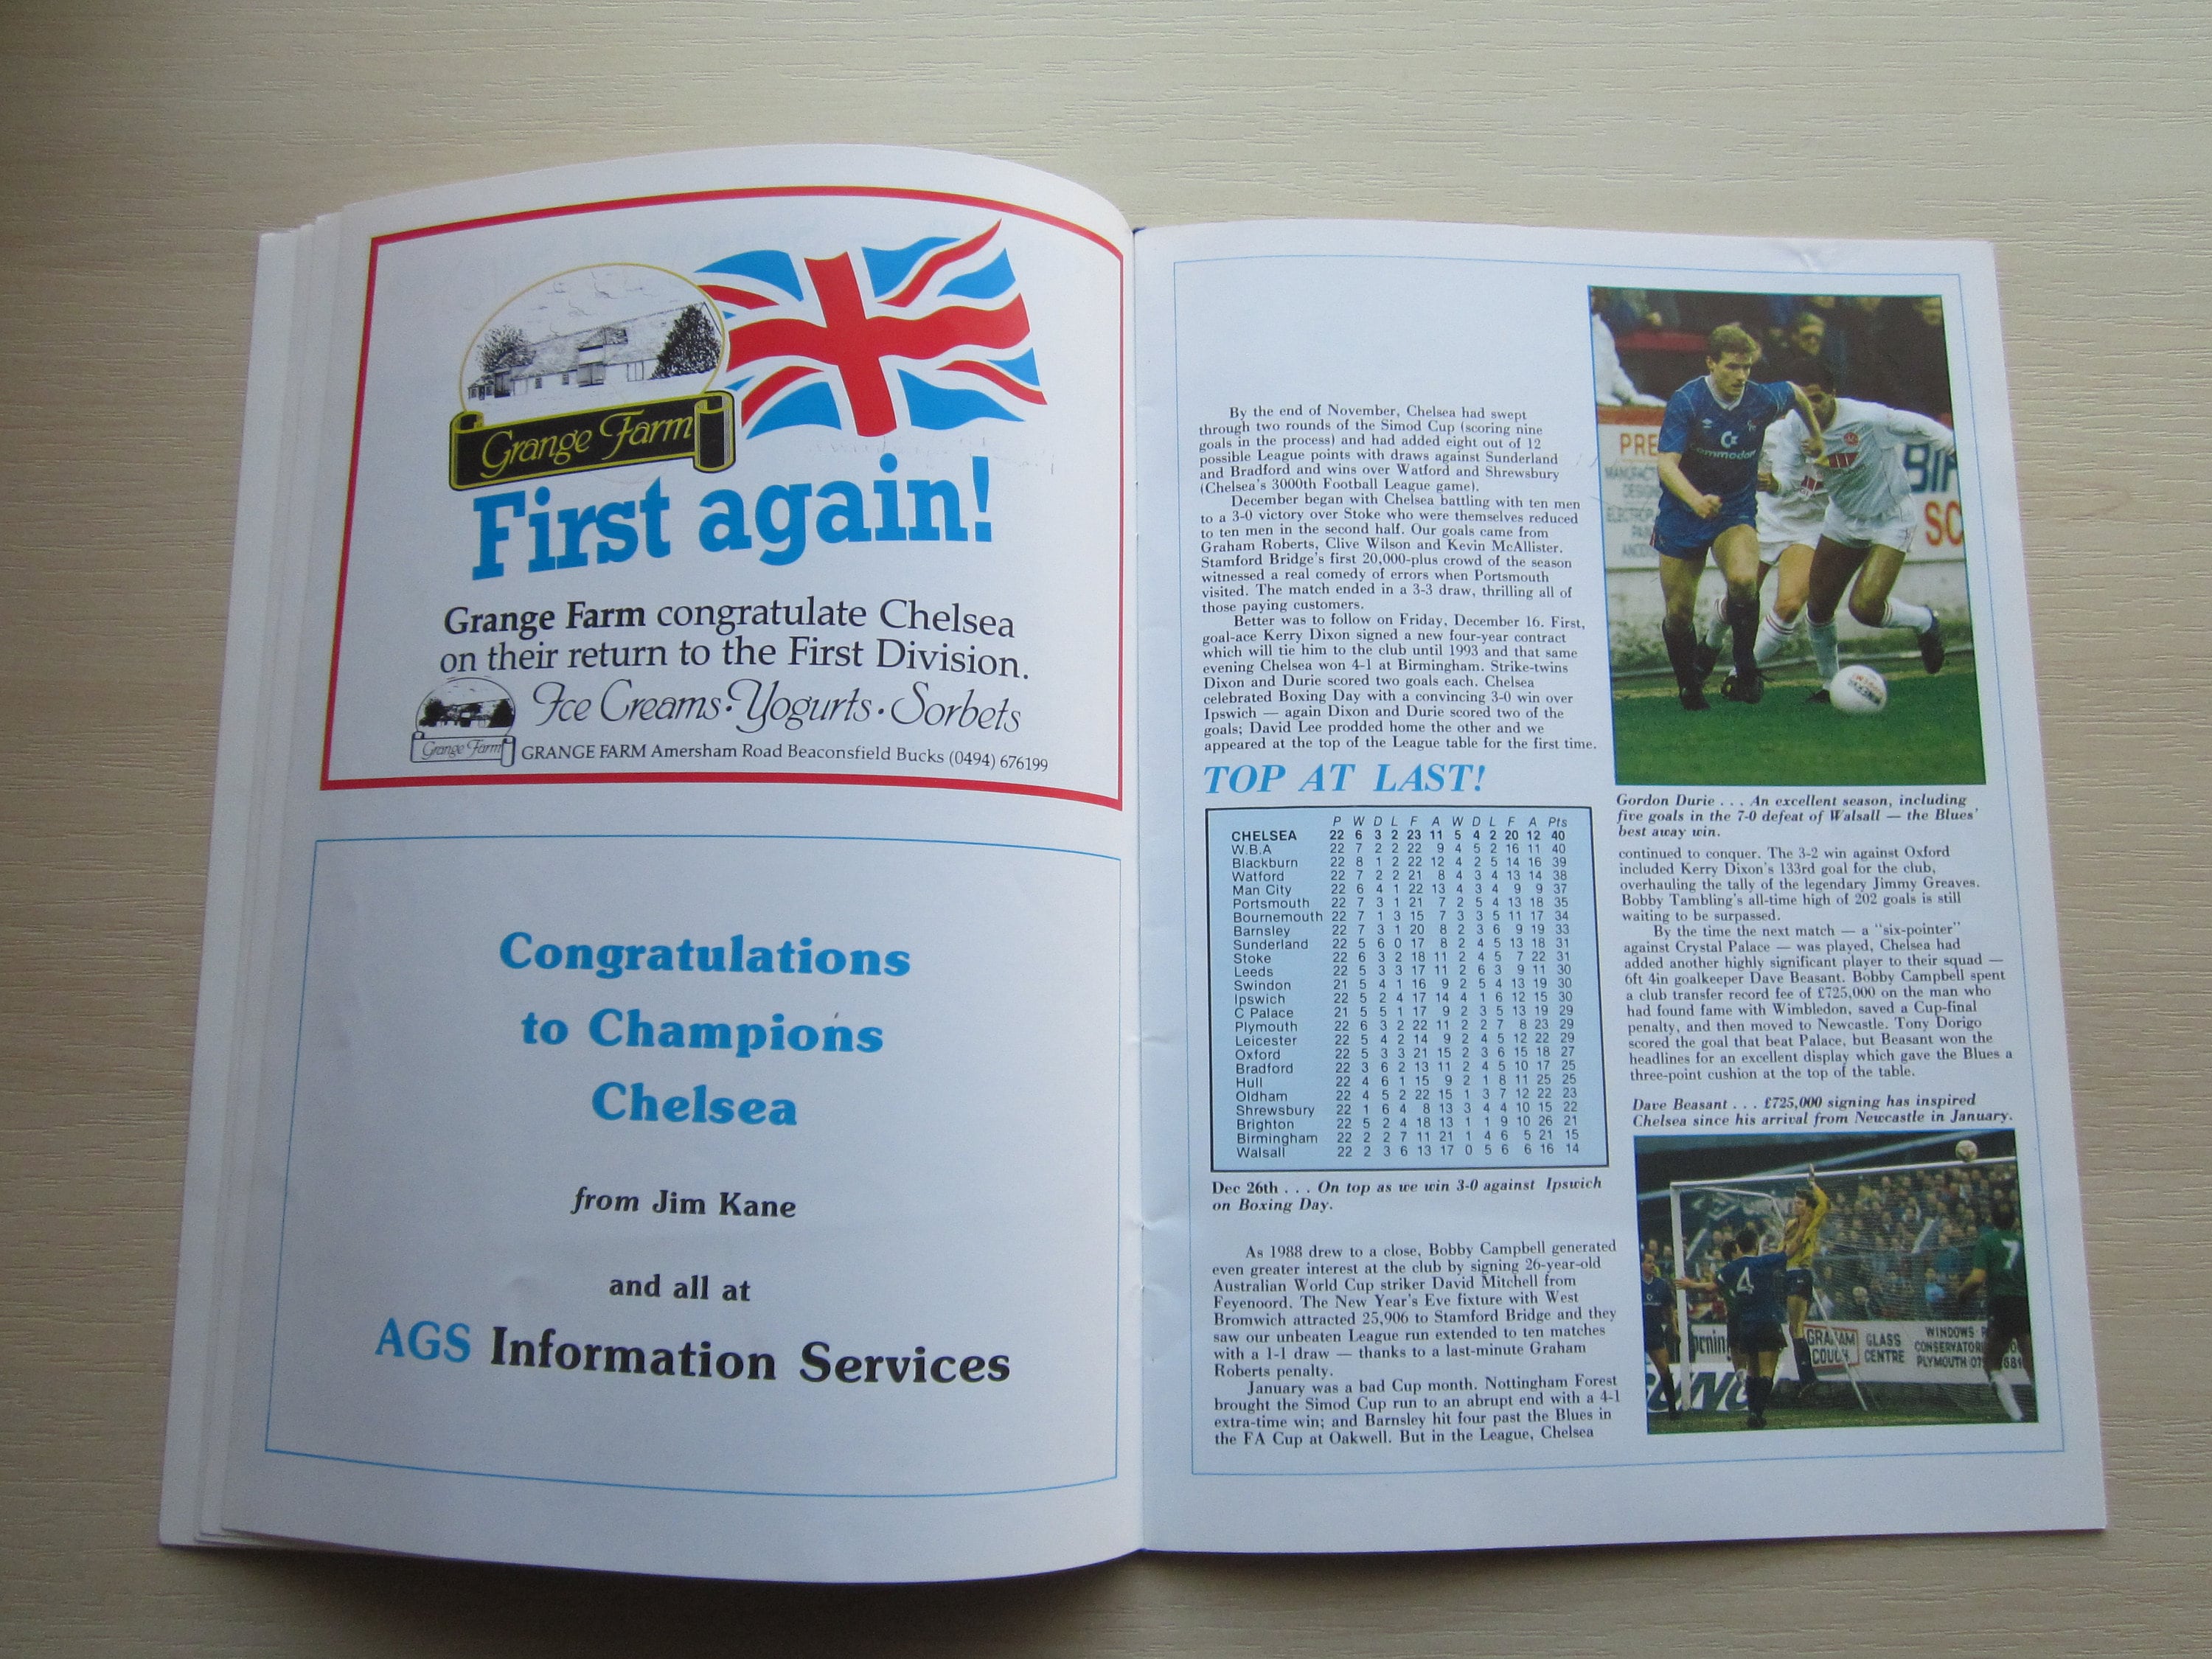 Grange Farm
First again!
Grange Farm congratulate Chelsea
on their return to the First Division.
Ice Creams · Yogurts · Sorbets
Grange Farm
GRANGE FARM Amersham Road Beaconsfield Bucks (0494) 676199
Congratulations
to Champions
Chelsea
from Jim Kane
and all at
AGS Information Services
By the end of November, Chelsea had swept
through two rounds of the Simod Cup (scoring nine
goals in the process) and had added eight out of 12
possible League points with draws against Sunderland
and Bradford and wins over Watford and Shrewsbury
(Chelsea's 3000th Football League game).
December began with Chelsea battling with ten men
to a 3-0 victory over Stoke who were themselves reduced
to ten men in the second half. Our goals came from
Graham Roberts, Clive Wilson and Kevin McAllister.
Stamford Bridge's first 20,000-plus crowd of the season
witnessed a real comedy of errors when Portsmouth
visited. The match ended in a 3-3 draw, thrilling all of
those paying customers.
Better was to follow on Friday, December 16. First,
goal-ace Kerry Dixon signed a new four-year contract
which will tie him to the club until 1993 and that same
evening Chelsea won 4-1 at Birmingham. Strike-twins
Dixon and Durie scored two goals each. Chelsea
celebrated Boxing Day with a convincing 3-0 win over
Ipswich — again Dixon and Durie scored two of the
goals; David Lee prodded home the other and we
appeared at the top of the League table for the first time.
TOP AT LAST!
P W D L F A W D L F A Pts
CHELSEA 22 6 3 2 23 11 5 4 2 20 12 40
W.B.A 22 7 2 2 22 9 4 5 2 16 11 40
Blackburn 22 8 1 2 22 12 4 2 5 14 16 39
Watford 22 7 2 2 21 8 4 3 4 13 14 38
Man City 22 6 4 1 22 13 4 3 4 9 9 37
Portsmouth 22 7 3 1 21 7 2 5 4 13 18 35
Bournemouth 22 7 1 3 15 7 3 3 5 11 17 34
Barnsley 22 7 3 1 20 8 2 3 6 9 19 33
Sunderland 22 5 6 0 17 8 2 4 5 13 18 31
Stoke 22 6 3 2 18 11 2 4 5 7 22 31
Leeds 22 5 3 3 17 11 2 6 3 9 11 30
Swindon 21 5 4 1 16 9 2 5 4 13 19 30
Ipswich 22 5 2 4 17 14 4 1 6 12 15 30
C Palace 21 5 5 1 17 9 2 3 5 13 19 29
Plymouth 22 6 3 2 22 11 2 2 7 8 23 29
Leicester 22 5 4 2 14 9 2 4 5 12 22 29
Oxford 22 5 3 3 21 15 2 3 6 15 18 27
Bradford 22 3 6 2 13 11 2 4 5 10 17 25
Hull 22 4 6 1 15 9 2 1 8 11 25 25
Oldham 22 4 5 2 22 15 1 3 7 12 22 23
Shrewsbury 22 1 6 4 8 13 3 4 4 10 15 22
Brighton 22 5 2 4 18 13 1 1 9 10 26 21
Birmingham 22 2 2 7 11 21 1 4 6 5 21 15
Walsall 22 2 3 6 13 17 0 5 6 6 16 14
Dec 26th . . . On top as we win 3-0 against Ipswich
on Boxing Day.
As 1988 drew to a close, Bobby Campbell generated
even greater interest at the club by signing 26-year-old
Australian World Cup striker David Mitchell from
Feyenoord. The New Year's Eve fixture with West
Bromwich attracted 25,906 to Stamford Bridge and they
saw our unbeaten League run extended to ten matches
with a 1-1 draw — thanks to a last-minute Graham
Roberts penalty.
January was a bad Cup month. Nottingham Forest
brought the Simod Cup run to an abrupt end with a 4-1
extra-time win; and Barnsley hit four past the Blues in
the FA Cup at Oakwell. But in the League, Chelsea
Commodore
Gordon Durie . . . An excellent season, including
five goals in the 7-0 defeat of Walsall — the Blues'
best away win.
continued to conquer. The 3-2 win against Oxford
included Kerry Dixon's 133rd goal for the club,
overhauling the tally of the legendary Jimmy Greaves.
Bobby Tambling's all-time high of 202 goals is still
waiting to be surpassed.
By the time the next match — a "six-pointer"
against Crystal Palace — was played, Chelsea had
added another highly significant player to their squad —
6ft 4in goalkeeper Dave Beasant. Bobby Campbell spent
a club transfer record fee of £725,000 on the man who
had found fame with Wimbledon, saved a Cup-final
penalty, and then moved to Newcastle. Tony Dorigo
scored the goal that beat Palace, but Beasant won the
headlines for an excellent display which gave the Blues a
three-point cushion at the top of the table.
Dave Beasant . . . £725,000 signing has inspired
Chelsea since his arrival from Newcastle in January.
4
7
GRAHAM
GOUGH
GLASS
CENTRE
WINDOWS
PLYMOUTH